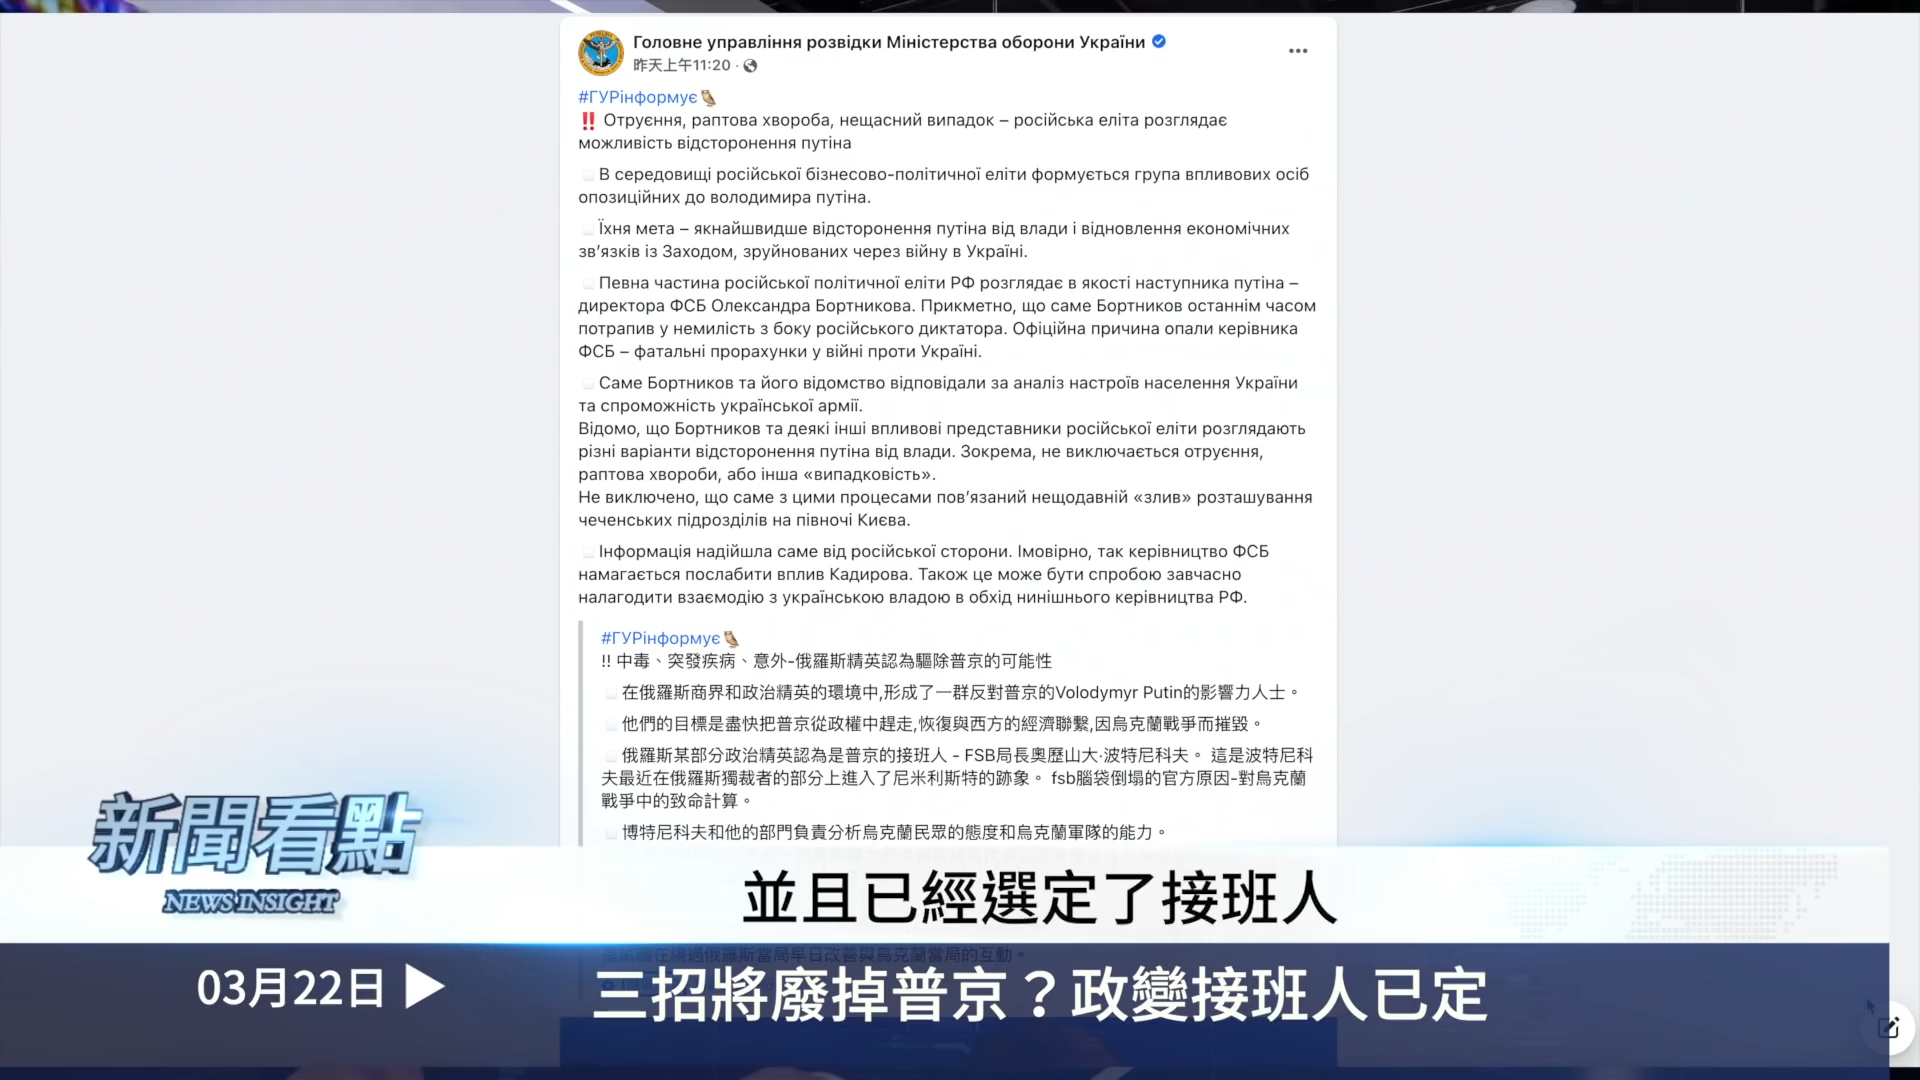 Головне управління розвідки Міністерства оборони України
昨天上午11:20 ·
#ГУРінформує🦉
‼️ Отруєння, раптова хвороба, нещасний випадок – російська еліта розглядає
можливість відсторонення путіна
В середовищі російської бізнесово-політичної еліти формується група впливових осіб
опозиційних до володимира путіна.
Їхня мета – якнайшвидше відсторонення путіна від влади і відновлення економічних
зв’язків із Заходом, зруйнованих через війну в Україні.
Певна частина російської політичної еліти РФ розглядає в якості наступника путіна –
директора ФСБ Олександра Бортникова. Прикметно, що саме Бортников останнім часом
потрапив у немилість з боку російського диктатора. Офіційна причина опали керівника
ФСБ – фатальні прорахунки у війні проти Україні.
Саме Бортников та його відомство відповідали за аналіз настроїв населення України
та спроможність української армії.
Відомо, що Бортников та деякі інші впливові представники російської еліти розглядають
різні варіанти відсторонення путіна від влади. Зокрема, не виключається отруєння,
раптова хвороби, або інша «випадковість».
Не виключено, що саме з цими процесами пов’язаний нещодавній «злив» розташування
чеченських підрозділів на півночі Києва.
Інформація надійшла саме від російської сторони. Імовірно, так керівництво ФСБ
намагається послабити вплив Кадирова. Також це може бути спробою завчасно
налагодити взаємодію з українською владою в обхід нинішнього керівництва РФ.
#ГУРінформує🦉
!! 中毒、突發疾病、意外-俄羅斯精英認為驅除普京的可能性
在俄羅斯商界和政治精英的環境中,形成了一群反對普京的Volodymyr Putin的影響力人士。
他們的目標是盡快把普京從政權中趕走,恢復與西方的經濟聯繫,因烏克蘭戰爭而摧毀。
俄羅斯某部分政治精英認為是普京的接班人 - FSB局長奧歷山大·波特尼科夫。 這是波特尼科
夫最近在俄羅斯獨裁者的部分上進入了尼米利斯特的跡象。 fsb腦袋倒塌的官方原因-對烏克蘭
戰爭中的致命計算。
博特尼科夫和他的部門負責分析烏克蘭民眾的態度和烏克蘭軍隊的能力。
新聞看點
NEWS INSIGHT
並且已經選定了接班人
03月22日
三招將廢掉普京？政變接班人已定